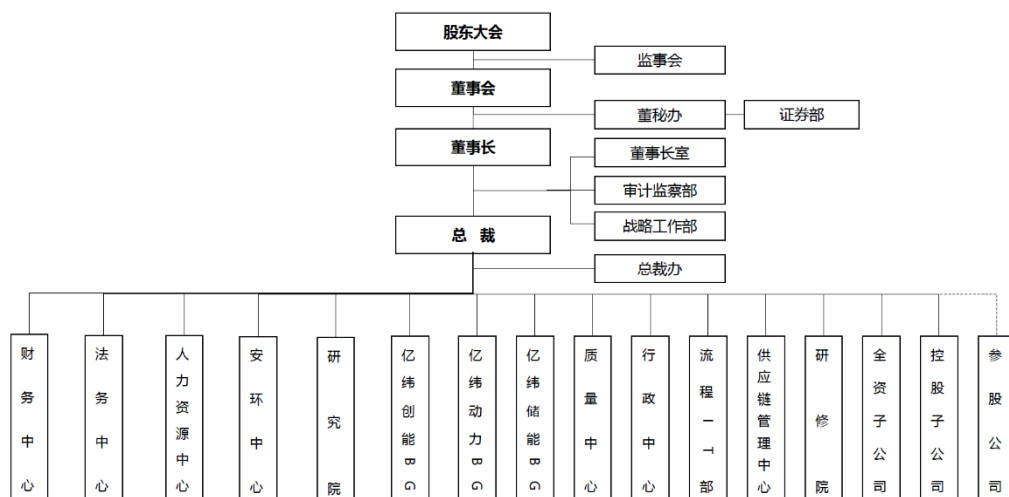 股东大会
监事会
董事会
董秘办
证券部
董事长
董事长室
审计监察部
战略工作部
总 裁
总裁办
财务中心
法务中心
人力资源中心
安环中心
研究院
亿纬创能BG
亿纬动力BG
亿纬储能BG
质量中心
行政中心
流程IT部
供应链管理中心
研修院
全资子公司
控股子公司
参股公司